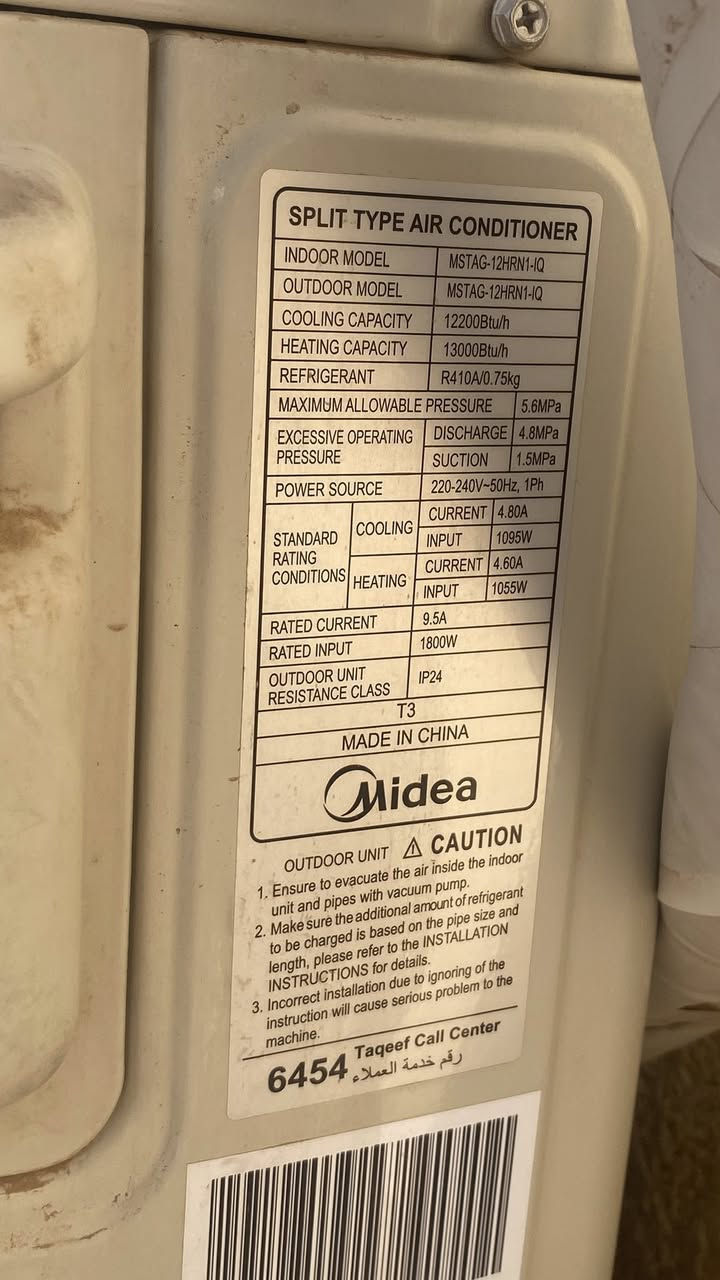 SPLIT TYPE AIR CONDITIONER
INDOOR MODEL MSTAG-12HRN1-IQ
OUTDOOR MODEL MSTAG-12HRN1-IQ
COOLING CAPACITY 12200Btu/h
HEATING CAPACITY 13000Btu/h
REFRIGERANT R410A/0.75kg
MAXIMUM ALLOWABLE PRESSURE 5.6MPa
EXCESSIVE OPERATING PRESSURE DISCHARGE 4.8MPa
SUCTION 1.5MPa
POWER SOURCE 220-240V~50Hz, 1Ph
STANDARD RATING CONDITIONS COOLING CURRENT 4.80A
INPUT 1095W
HEATING CURRENT 4.60A
INPUT 1055W
RATED CURRENT 9.5A
RATED INPUT 1800W
OUTDOOR UNIT RESISTANCE CLASS IP24
T3
MADE IN CHINA
Midea
OUTDOOR UNIT ⚠ CAUTION
1. Ensure to evacuate the air inside the indoor
unit and pipes with vacuum pump.
2. Make sure the additional amount of refrigerant
to be charged is based on the pipe size and
length, please refer to the INSTALLATION
INSTRUCTIONS for details.
3. Incorrect installation due to ignoring of the
instruction will cause serious problem to the
machine.
6454 Taqeef Call Center
رقم خدمة العملاء